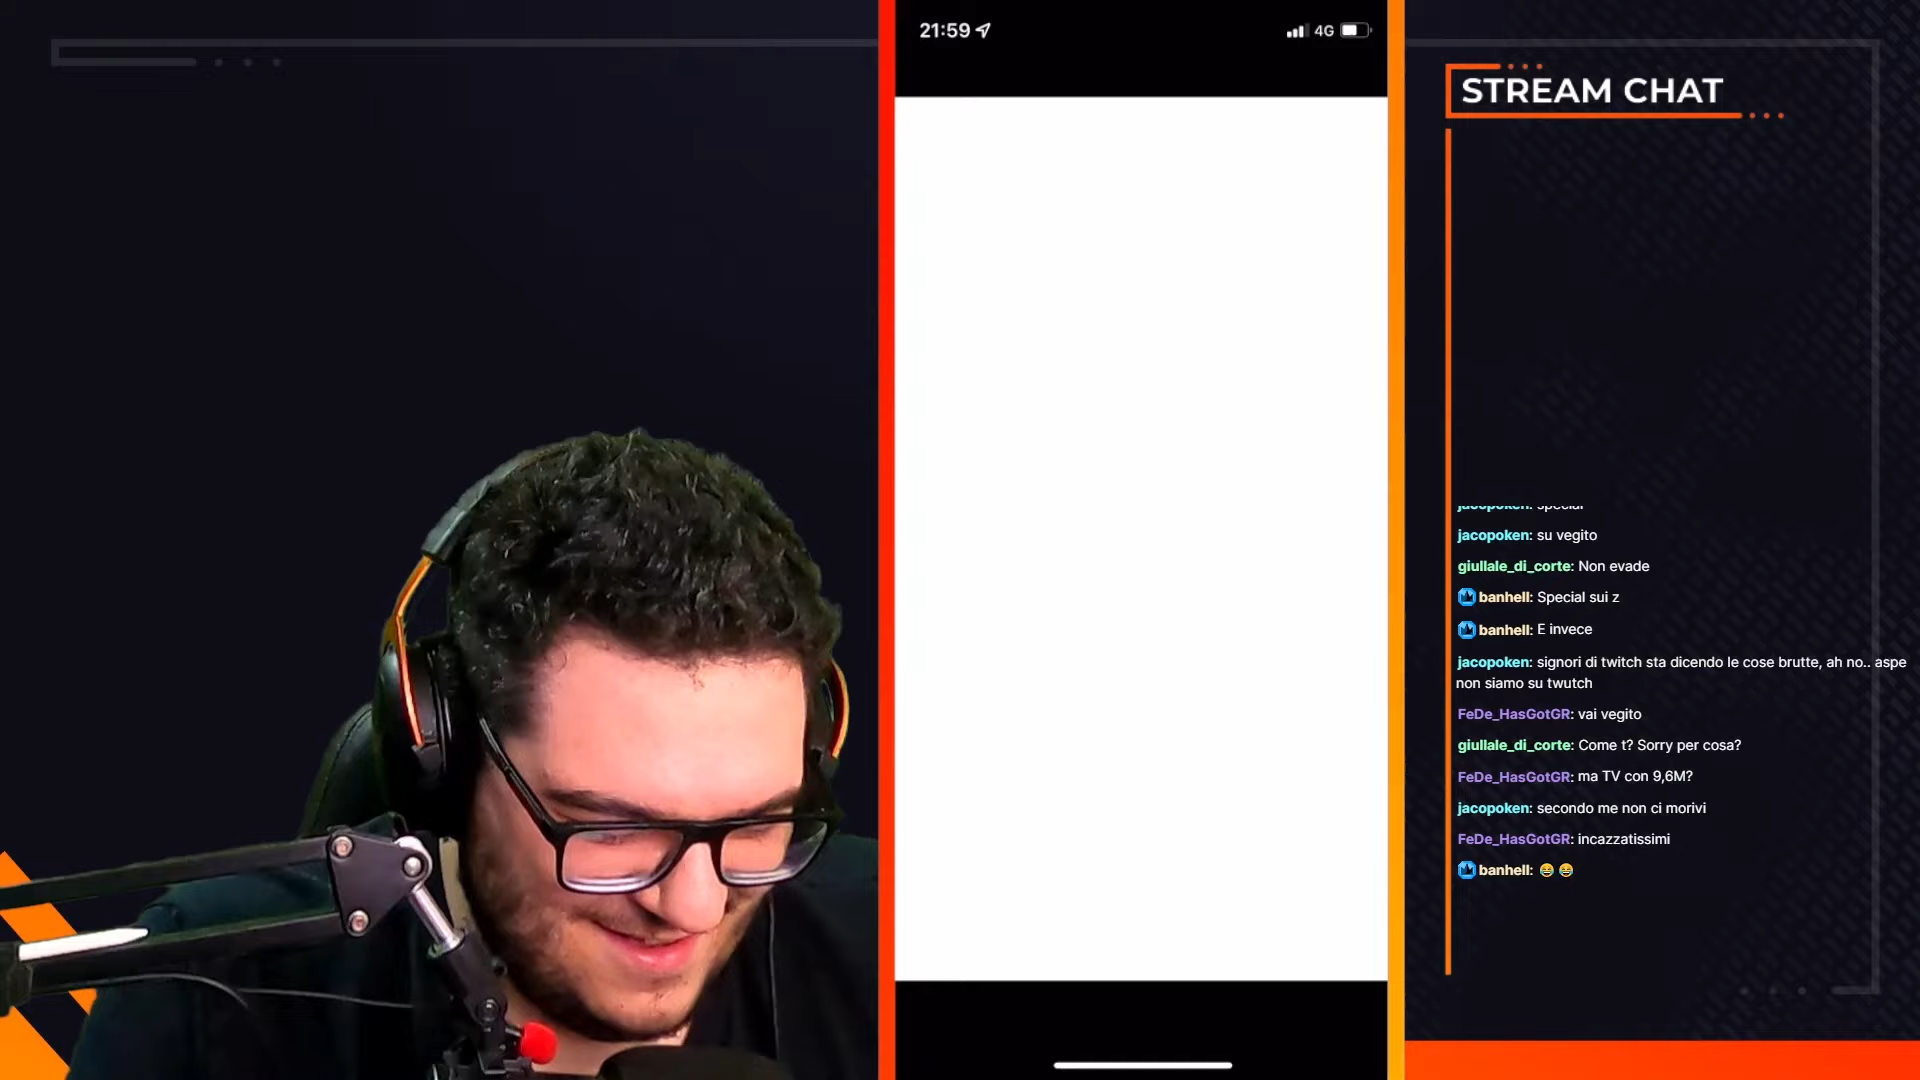 21:59
4G
STREAM CHAT
jacopoken: special
jacopoken: su vegito
giullale_di_corte: Non evade
banhell: Special sui z
banhell: E invece
jacopoken: signori di twitch sta dicendo le cose brutte, ah no.. aspe
non siamo su twutch
FeDe_HasGotGR: vai vegito
giullale_di_corte: Come t? Sorry per cosa?
FeDe_HasGotGR: ma TV con 9,6M?
jacopoken: secondo me non ci morivi
FeDe_HasGotGR: incazzatissimi
banhell: 😂 😂